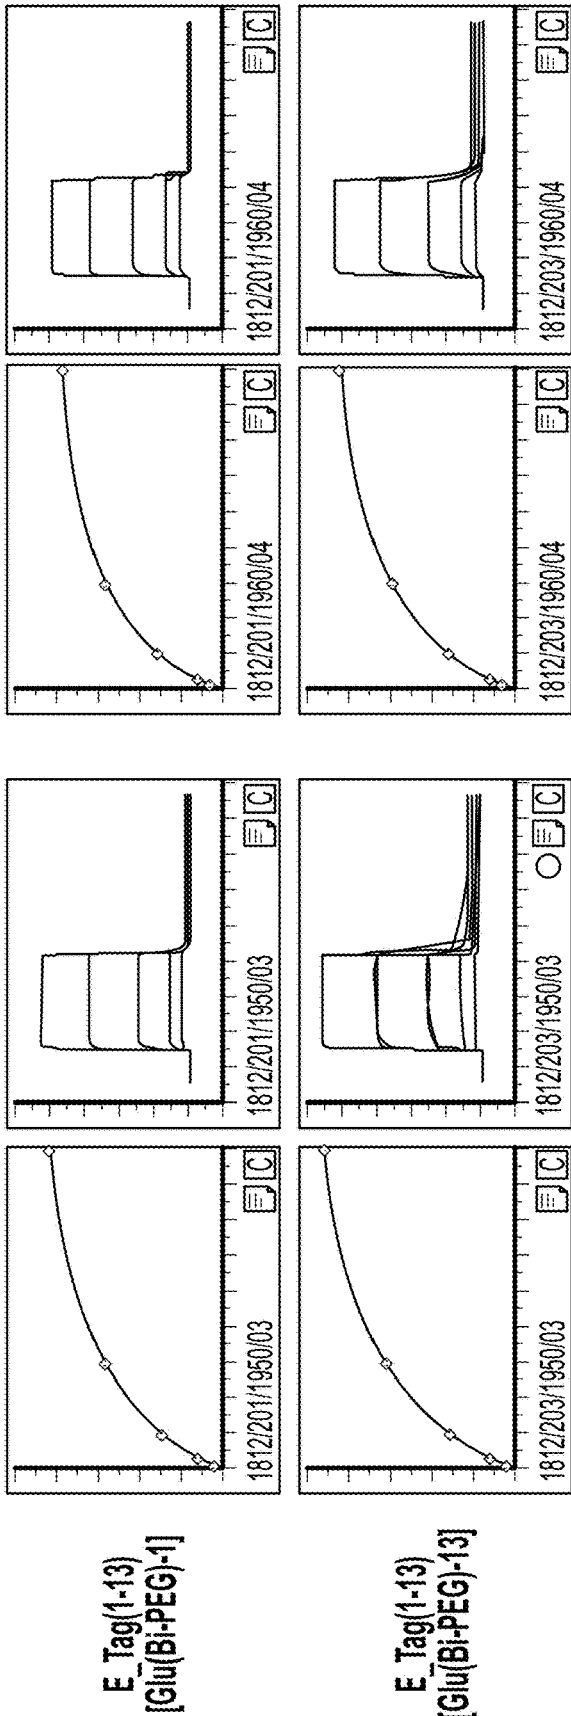 E_Tag(1-13)
[Glu(Bi-PEG)-1]
1812/201/1950/03
C
1812/201/1950/03
C
1812/201/1960/04
C
1812/201/1960/04
C
E_Tag(1-13)
[Glu(Bi-PEG)-13]
1812/203/1950/03
C
1812/203/1950/03
C
1812/203/1960/04
C
1812/203/1960/04
C